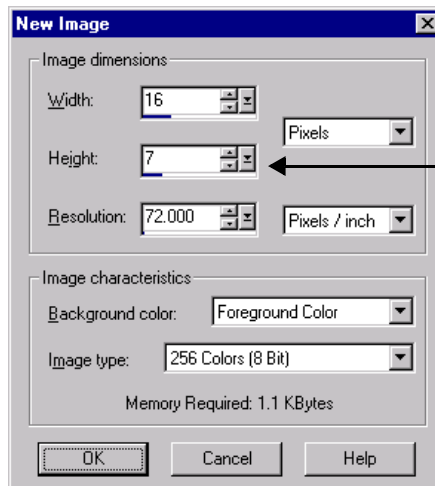 New Image
Image dimensions
Width: 16
Pixels
Height: 7
Resolution: 72.000 Pixels / inch
Image characteristics
Background color: Foreground Color
Image type: 256 Colors (8 Bit)
Memory Required: 1.1 KBytes
OK Cancel Help